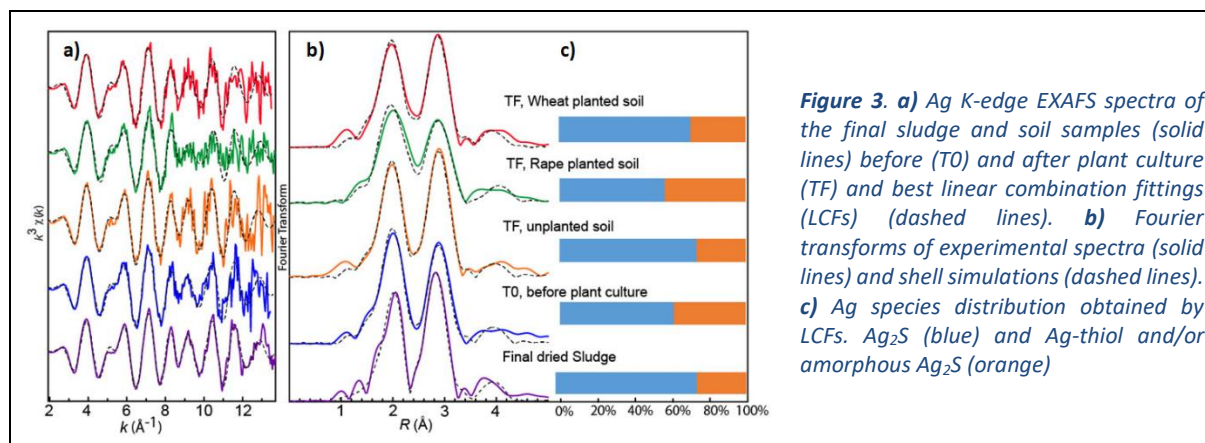 a)
b)
c)
TF, Wheat planted soil
TF, Rape planted soil
TF, unplanted soil
T0, before plant culture
Final dried Sludge
k³ χ(k)
Fourier Transform
2 4 6 8 10 12
k (Å⁻¹)
0 1 2 3 4
R (Å)
0% 20% 40% 60% 80% 100%
Figure 3. a) Ag K-edge EXAFS spectra of
the final sludge and soil samples (solid
lines) before (T0) and after plant culture
(TF) and best linear combination fittings
(LCFs) (dashed lines). b) Fourier
transforms of experimental spectra (solid
lines) and shell simulations (dashed lines).
c) Ag species distribution obtained by
LCFs. Ag₂S (blue) and Ag-thiol and/or
amorphous Ag₂S (orange)